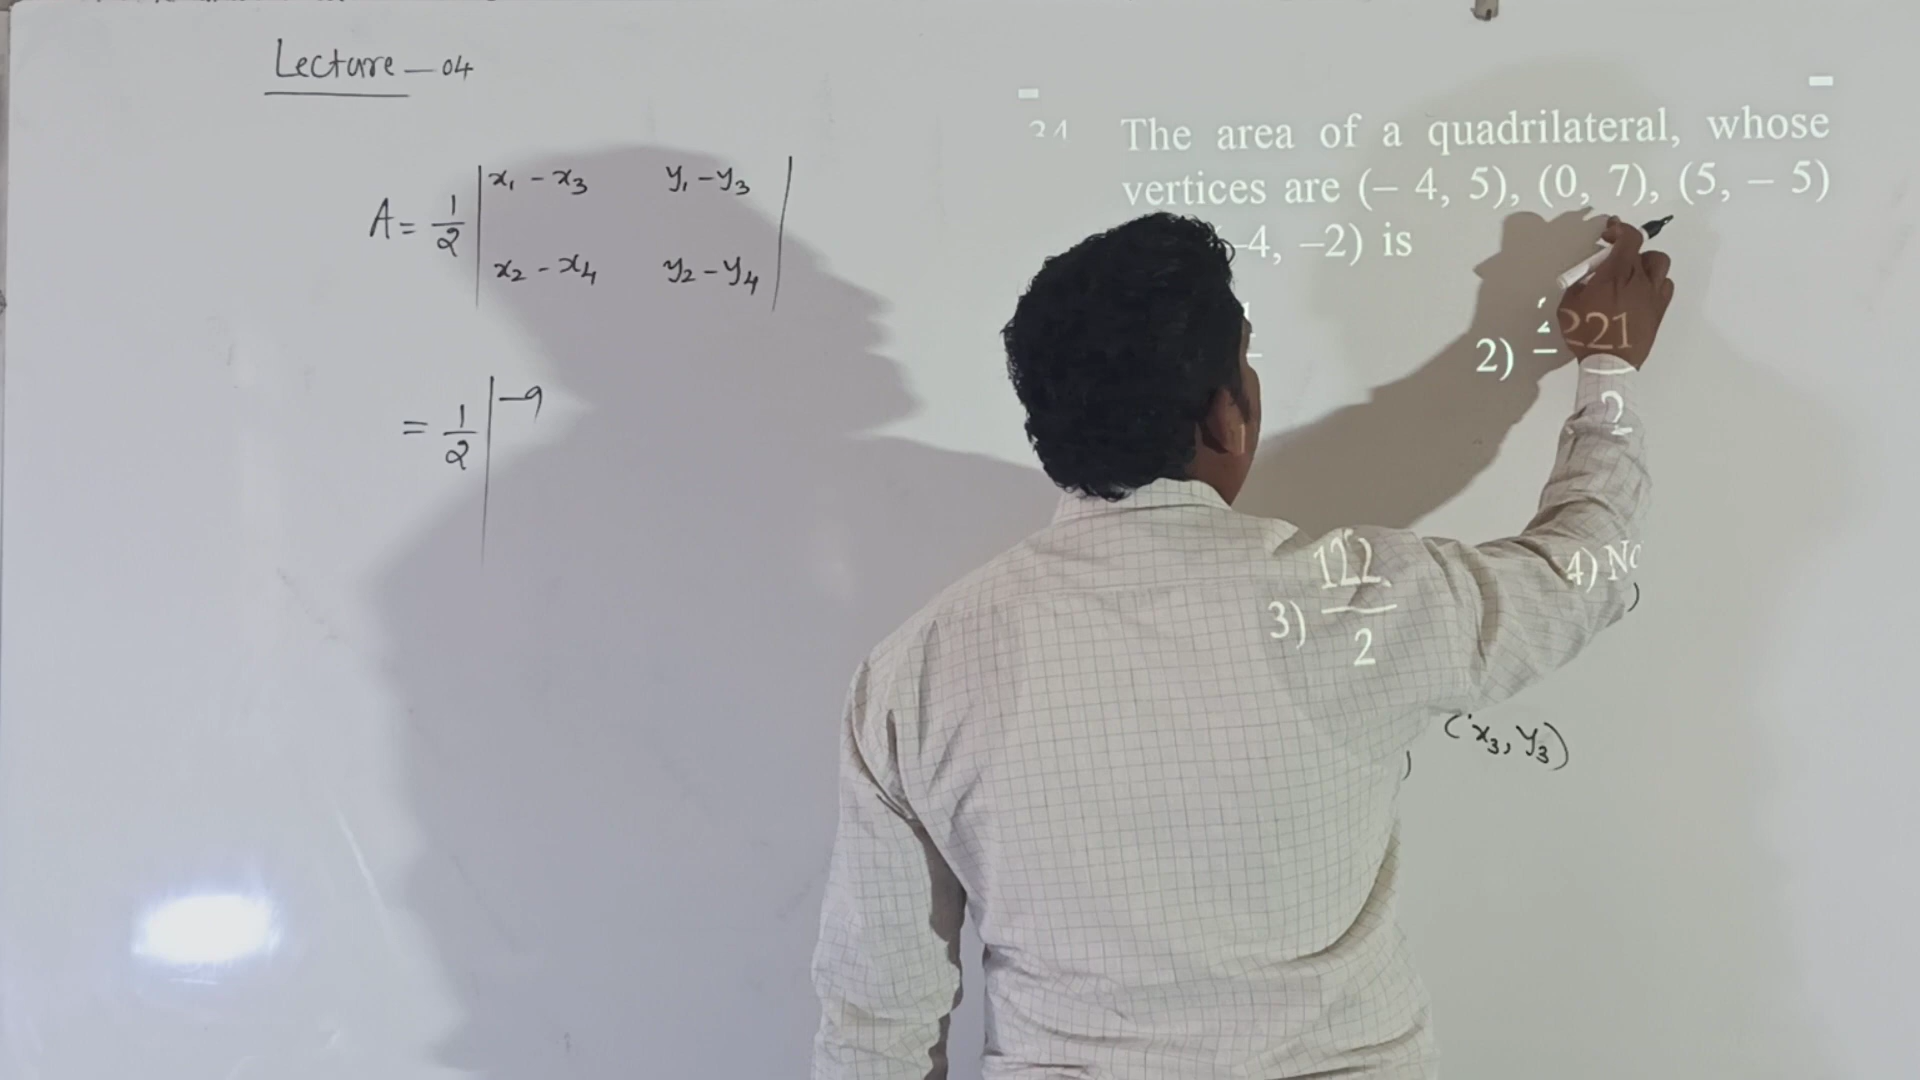 Lecture – 04
A = 1/2 | x₁ – x₃ y₁ – y₃
x₂ – x₄ y₂ – y₄ |
= 1/2 | –9
The area of a quadrilateral, whose
vertices are (– 4, 5), (0, 7), (5, – 5)
–4, –2) is
2) 221/2
3) 122/2
4) No
(x₃, y₃)